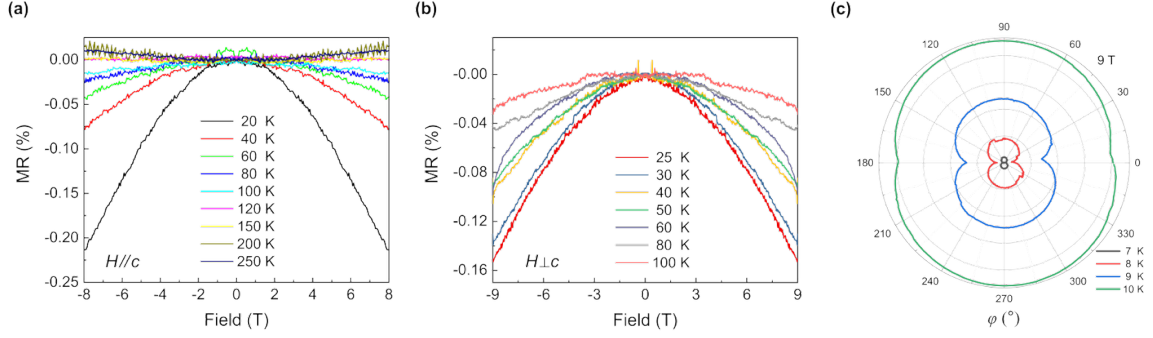 (a)
0.00
-0.05
-0.10
-0.15
-0.20
-0.25
MR (%)
20 K
40 K
60 K
80 K
100 K
120 K
150 K
200 K
250 K
H//c
-8 -6 -4 -2 0 2 4 6 8
Field (T)
(b)
-0.00
-0.04
-0.08
-0.12
-0.16
MR (%)
25 K
30 K
40 K
50 K
60 K
80 K
100 K
H⊥c
-9 -6 -3 0 3 6 9
Field (T)
(c)
90
120 60
9 T
150 30
180 0
210 330
240 300
270
7 K
8 K
9 K
10 K
φ (°)